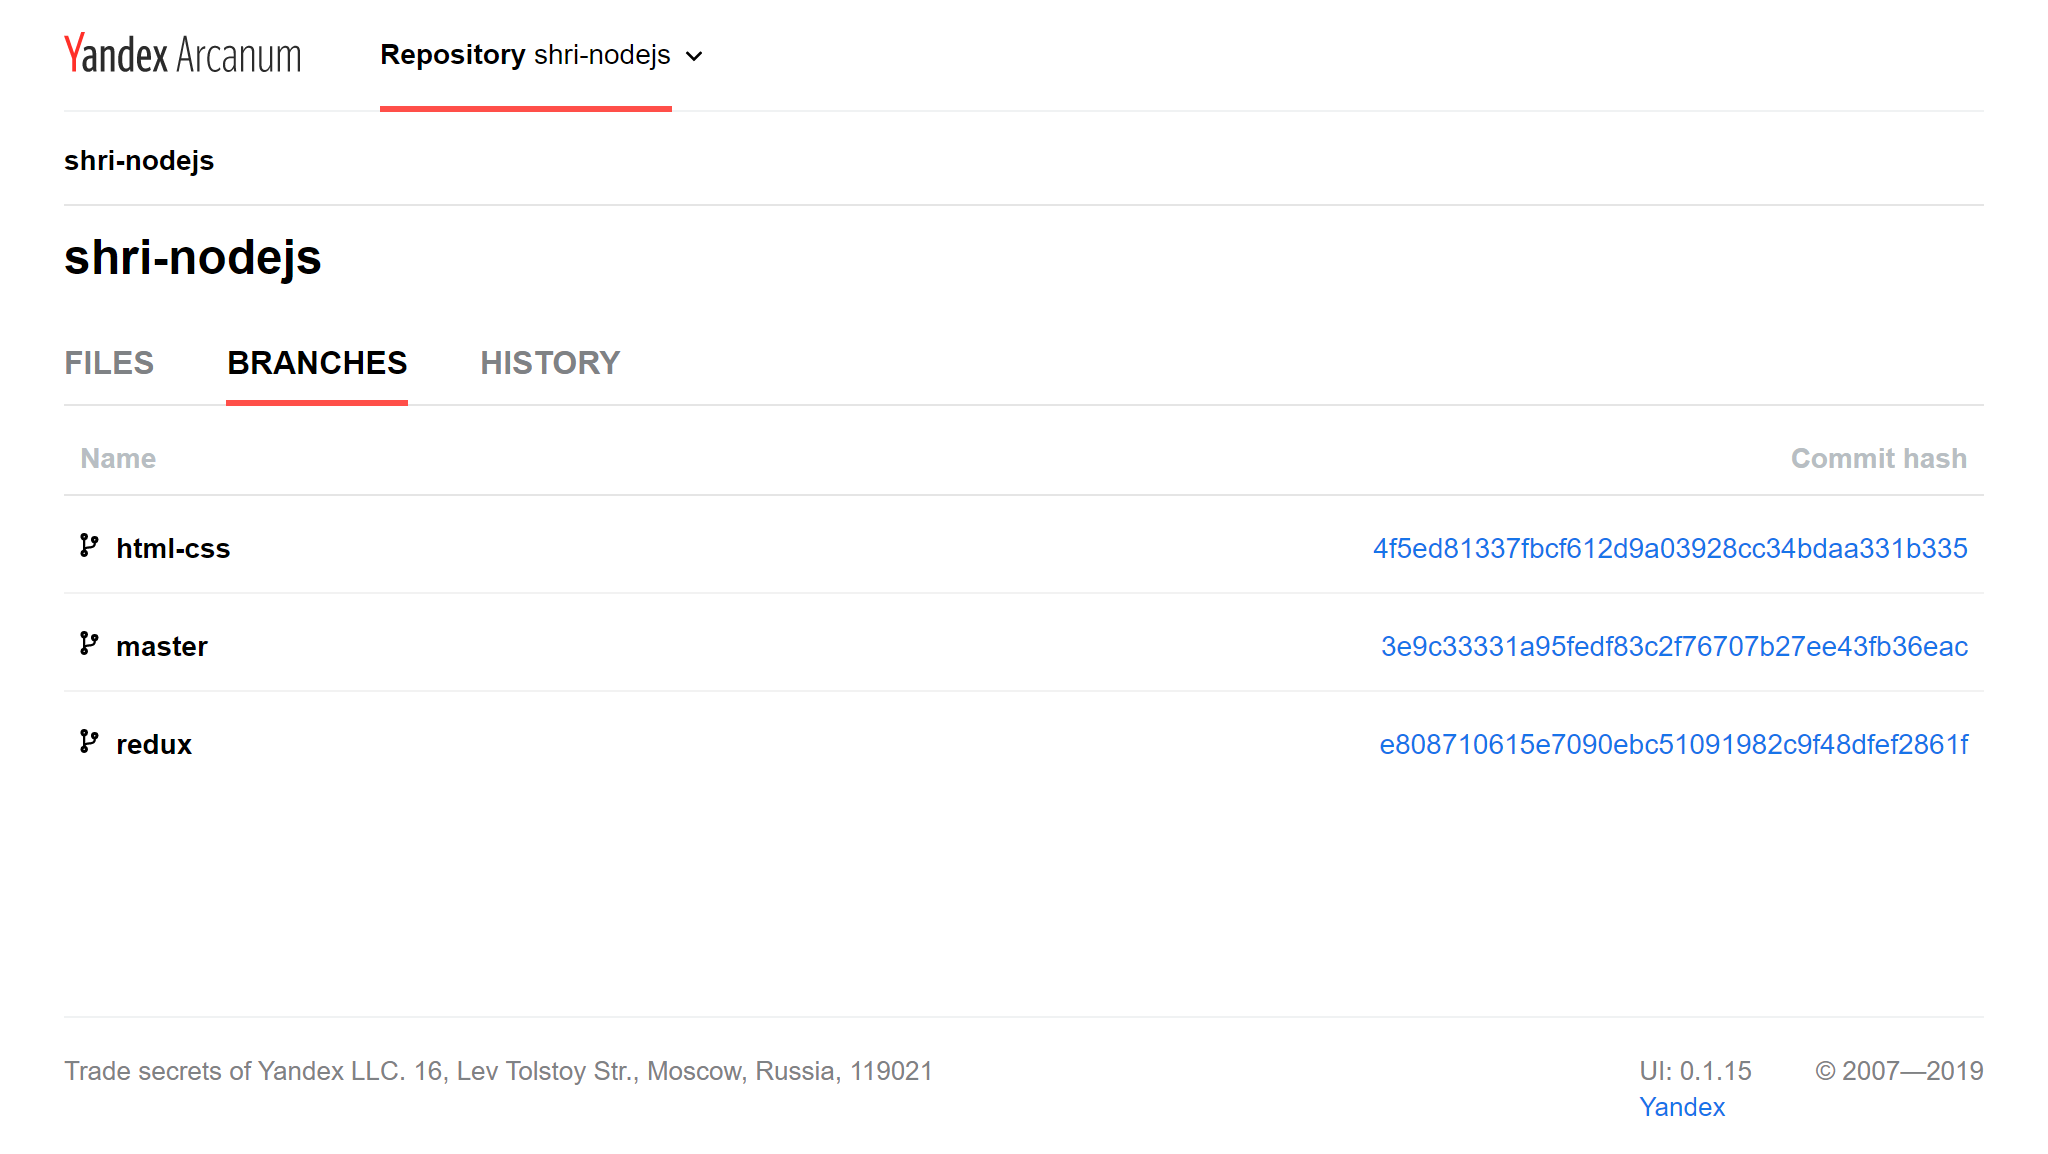 Yandex Arcanum
Repository shri-nodejs
shri-nodejs
shri-nodejs
FILES BRANCHES HISTORY
Name Commit hash
html-css 4f5ed81337fbcf612d9a03928cc34bdaa331b335
master 3e9c33331a95fedf83c2f76707b27ee43fb36eac
redux e808710615e7090ebc51091982c9f48dfef2861f
Trade secrets of Yandex LLC. 16, Lev Tolstoy Str., Moscow, Russia, 119021 UI: 0.1.15 © 2007—2019
Yandex